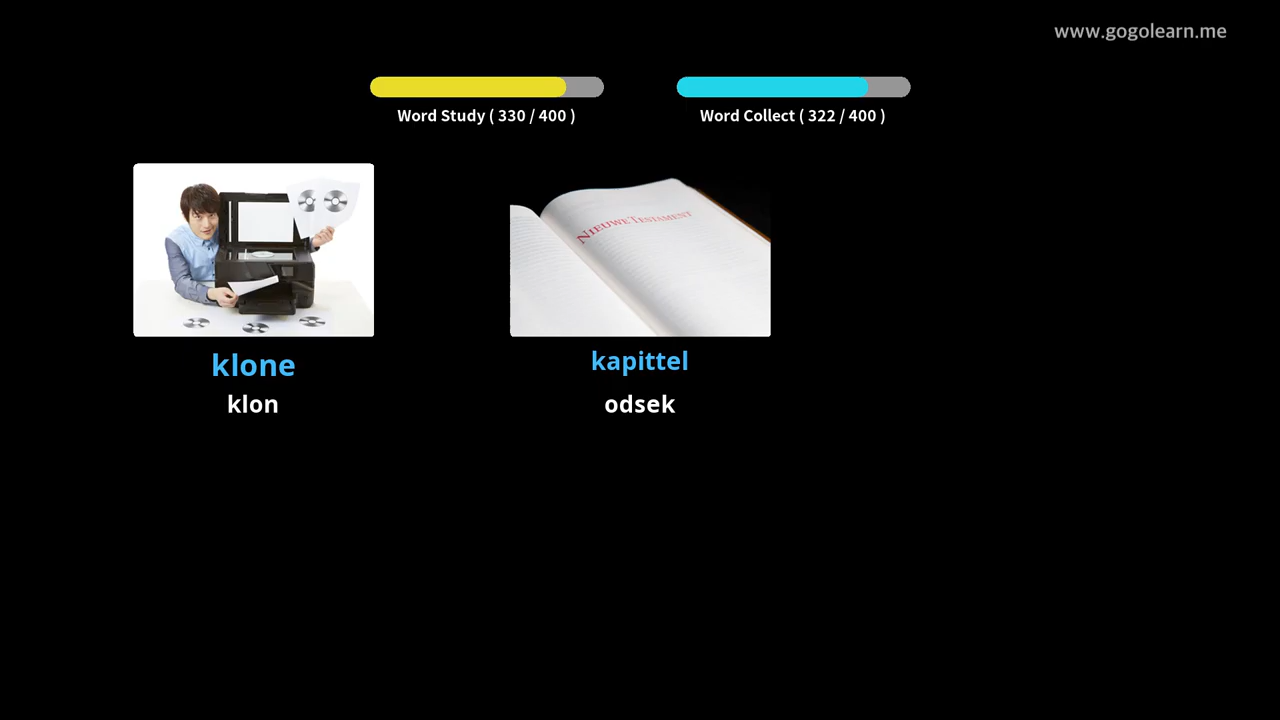 www.gogolearn.me
Word Study ( 330 / 400 )
Word Collect ( 322 / 400 )
NIEUWE TESTAMENT
klone
kapittel
klon
odsek